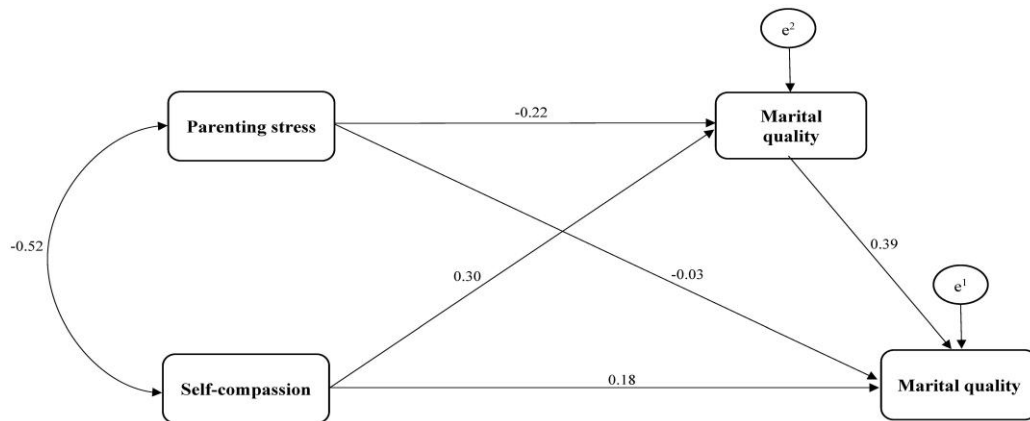 e²
Parenting stress
-0.22
Marital
quality
-0.52
0.30
-0.03
0.39
e¹
Self-compassion
0.18
Marital quality